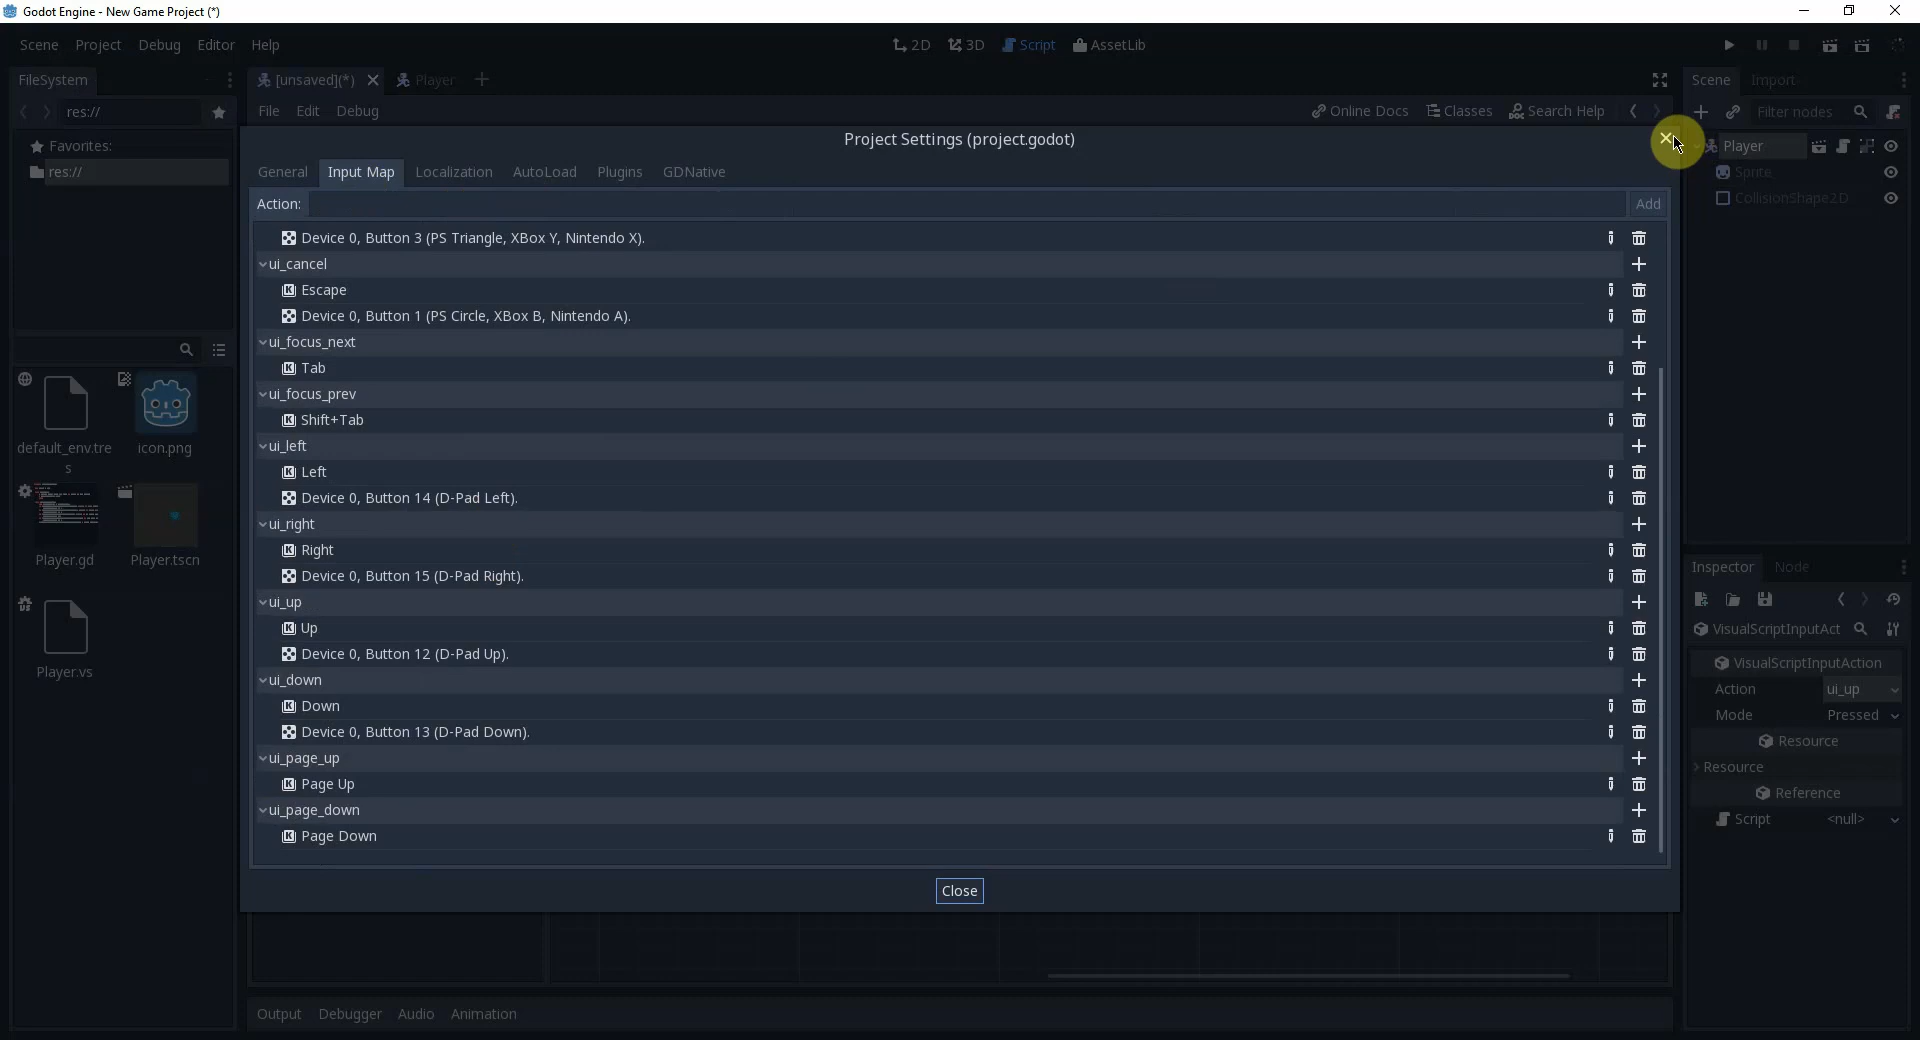 Godot Engine - New Game Project (*)
Scene Project Debug Editor Help
2D 3D Script AssetLib
FileSystem
[unsaved](*) Player
Scene Import
res://
File Edit Debug
Online Docs Classes Search Help
Filter nodes
Favorites:
res://
Project Settings (project.godot)
Player
Sprite
CollisionShape2D
General Input Map Localization AutoLoad Plugins GDNative
Action: Add
Device 0, Button 3 (PS Triangle, XBox Y, Nintendo X).
ui_cancel
Escape
Device 0, Button 1 (PS Circle, XBox B, Nintendo A).
ui_focus_next
Tab
ui_focus_prev
Shift+Tab
ui_left
Left
Device 0, Button 14 (D-Pad Left).
ui_right
Right
Device 0, Button 15 (D-Pad Right).
ui_up
Up
Device 0, Button 12 (D-Pad Up).
ui_down
Down
Device 0, Button 13 (D-Pad Down).
ui_page_up
Page Up
ui_page_down
Page Down
Close
default_env.tre
s
icon.png
Player.gd
Player.tscn
Player.vs
Inspector Node
VisualScriptInputAct
VisualScriptInputAction
Action ui_up
Mode Pressed
Resource
Resource
Reference
Script <null>
Output Debugger Audio Animation